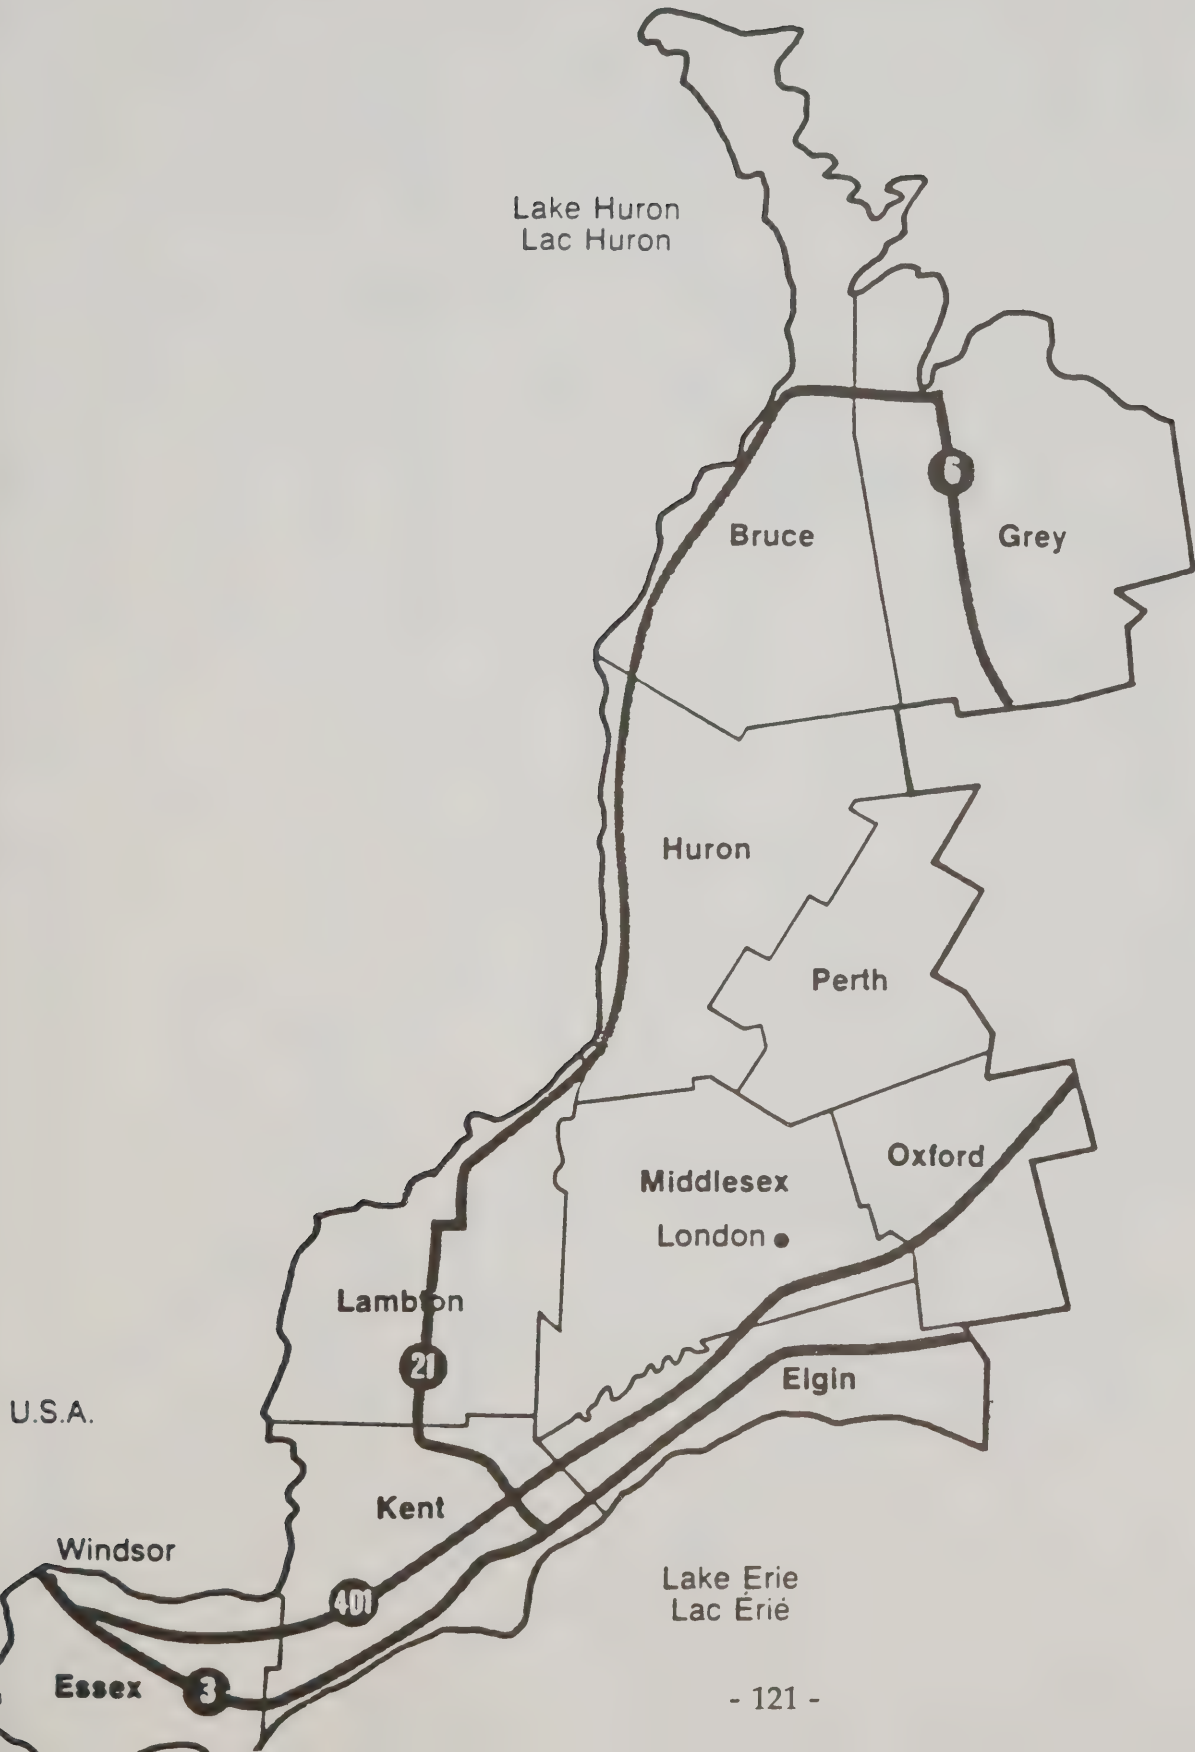 Lake Huron
Lac Huron
6
Bruce
Grey
Huron
Perth
Oxford
Middlesex
London
Lambton
21
Elgin
U.S.A.
Kent
Windsor
401
Lake Erie
Lac Érié
Essex
3
- 121 -